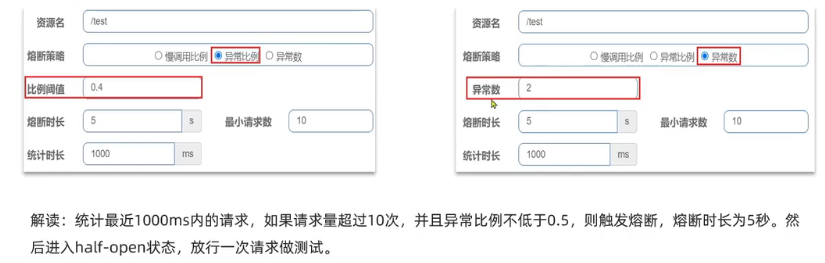 资源名 /test
熔断策略 慢调用比例 异常比例 异常数
比例阈值 0.4
熔断时长 5 s 最小请求数 10
统计时长 1000 ms
资源名 /test
熔断策略 慢调用比例 异常比例 异常数
异常数 2
熔断时长 5 s 最小请求数 10
统计时长 1000 ms
解读：统计最近1000ms内的请求，如果请求量超过10次，并且异常比例不低于0.5，则触发熔断，熔断时长为5秒。然
后进入half-open状态，放行一次请求做测试。